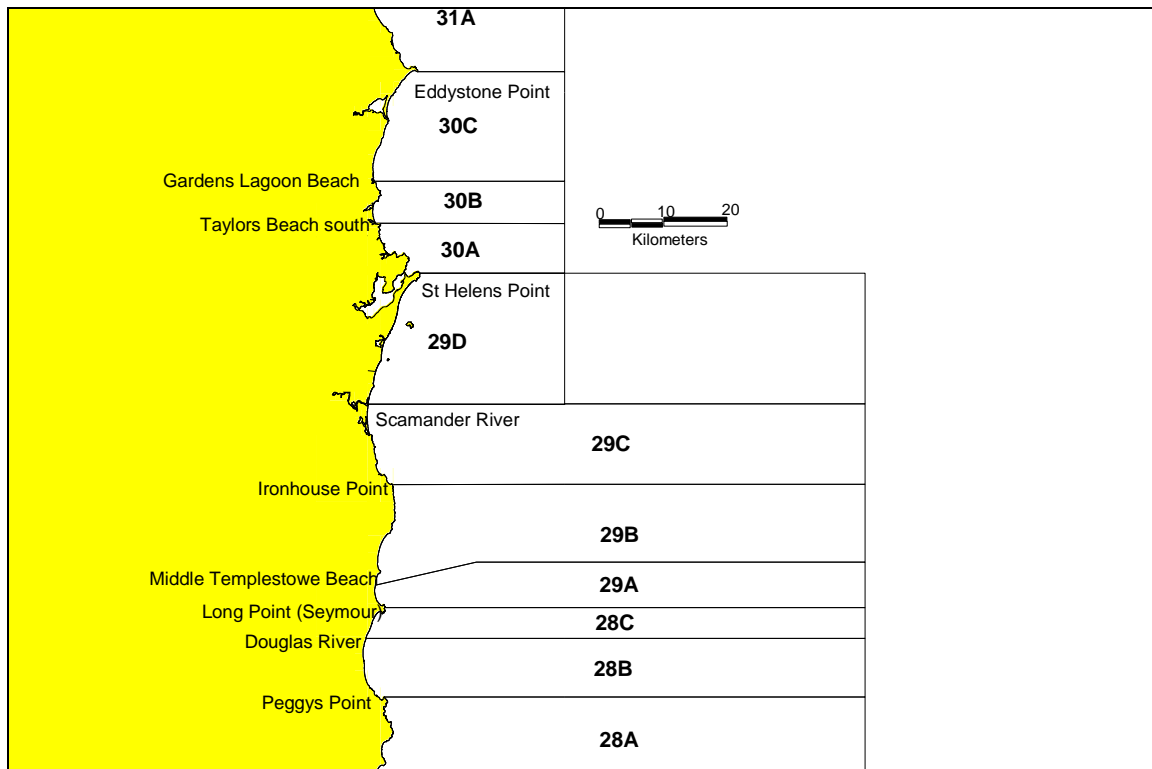 31A
Eddystone Point
30C
Gardens Lagoon Beach
30B
Taylors Beach south
0 10 20
Kilometers
30A
St Helens Point
29D
Scamander River
29C
Ironhouse Point
29B
Middle Templestowe Beach
29A
Long Point (Seymour
28C
Douglas River
28B
Peggys Point
28A